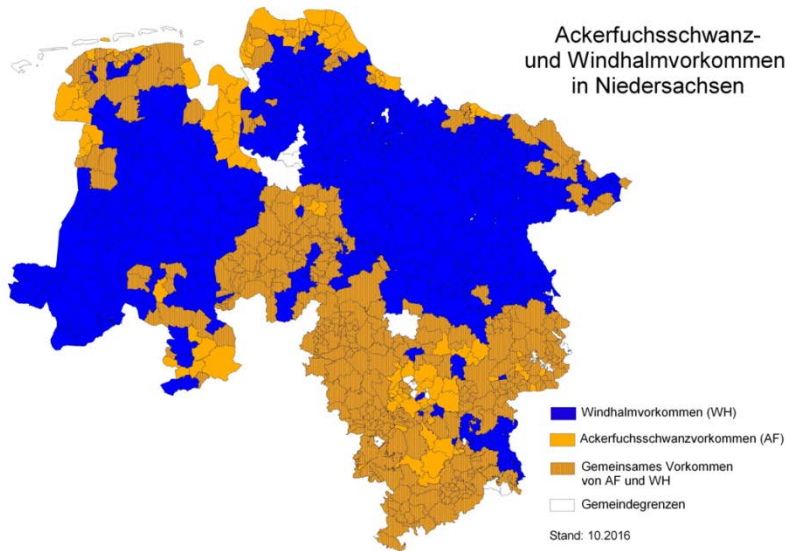 Ackerfuchsschwanz-
und Windhalmvorkommen
in Niedersachsen
Windhalmvorkommen (WH)
Ackerfuchsschwanzvorkommen (AF)
Gemeinsames Vorkommen
von AF und WH
Gemeindegrenzen
Stand: 10.2016